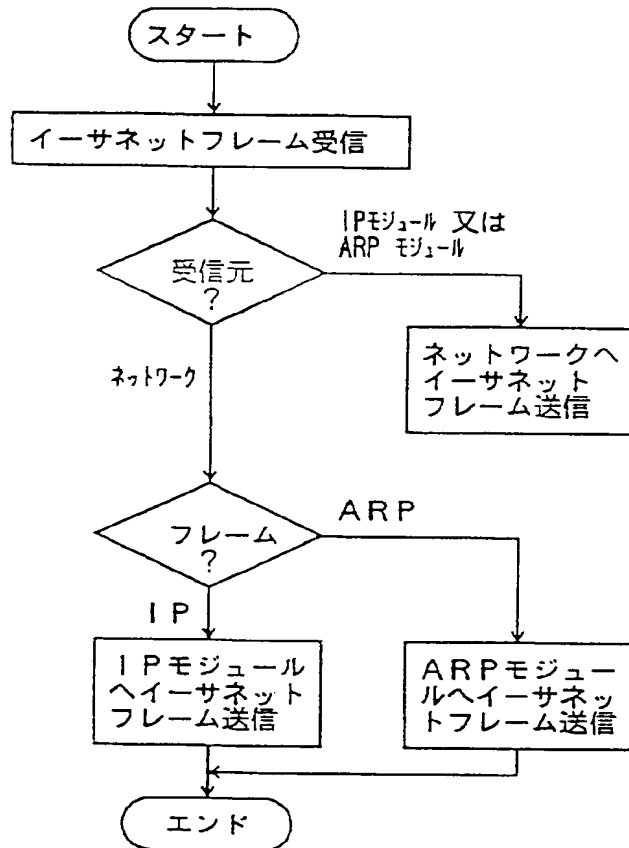 スタート
イーサネットフレーム受信
IPモジュール 又は
ARP モジュール
受信元
?
ネットワークへ
イーサネット
フレーム送信
ネットワーク
ARP
フレーム
?
IP
IPモジュール
へイーサネット
フレーム送信
ARPモジュー
ルへイーサネッ
トフレーム送信
エンド